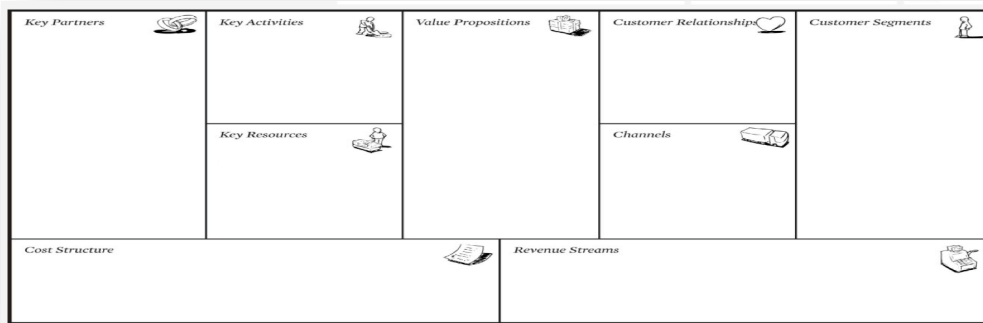 Key Partners
Key Activities
Value Propositions
Customer Relationships
Customer Segments
Key Resources
Channels
Cost Structure
Revenue Streams